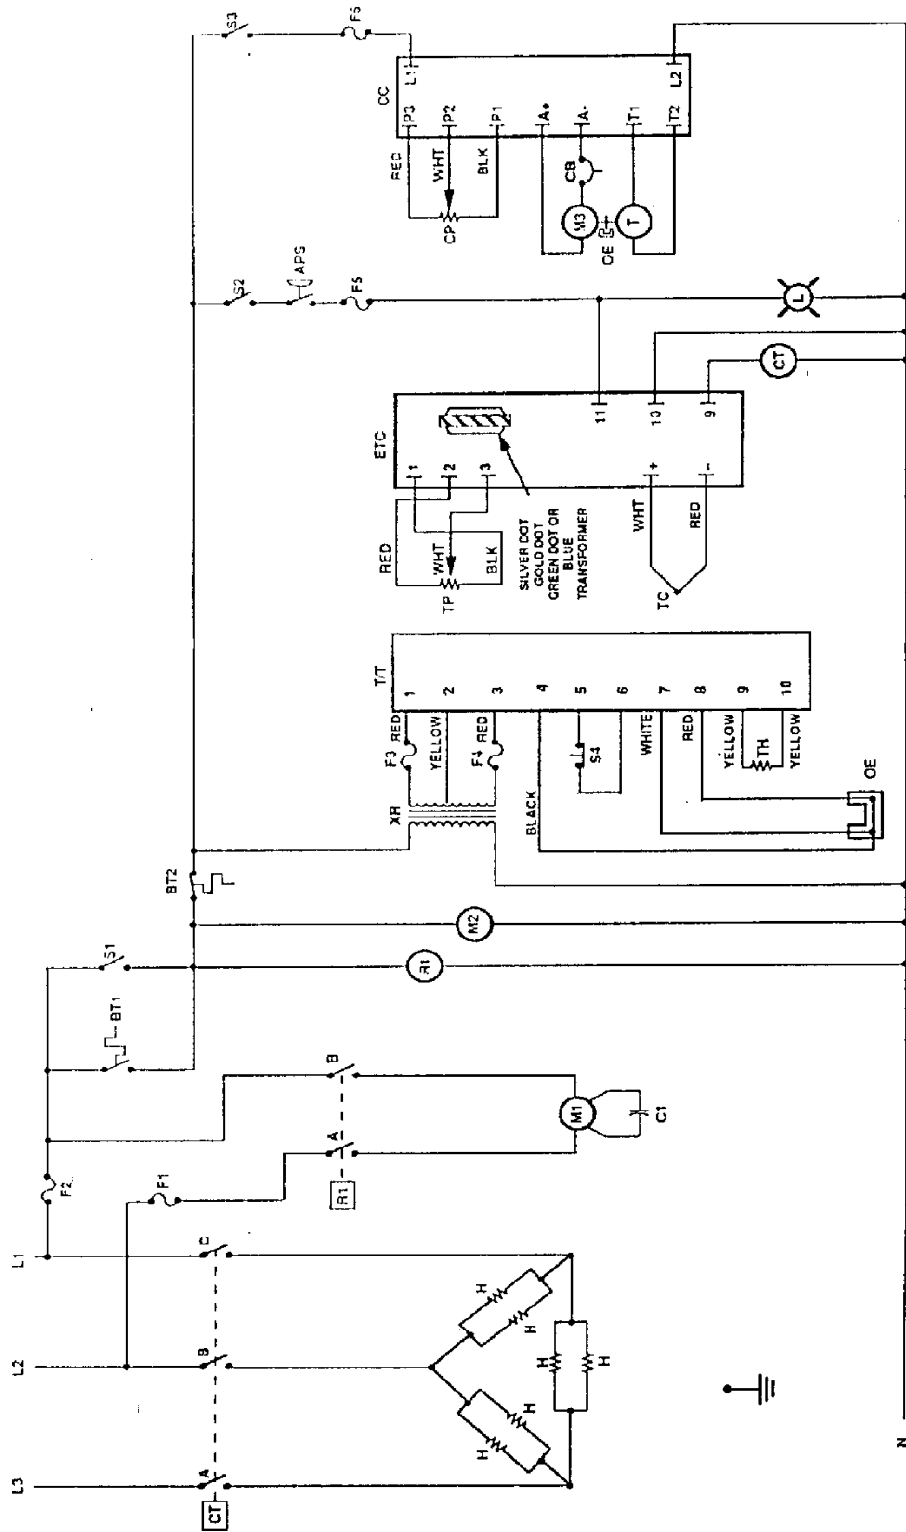 L1
L2
L3
N
F2
F1
A
B
C
CT
H
H
H
H
H
H
R1
A
B
M1
C1
BT1
S1
R1
M2
BT2
XR
F3
RED
YELLOW
F4
RED
BLACK
S4
WHITE
RED
YELLOW
TH
YELLOW
OE
T/T
1
2
3
4
5
6
7
8
9
10
ETC
1
2
3
RED
WHT
BLK
TP
SILVER DOT
GOLD DOT
GREEN DOT OR
BLUE
TRANSFORMER
+
-
WHT
RED
TC
11
10
9
CT
L
S2
APS
F5
S3
CC
P3
P2
P1
A+
A-
T1
T2
L1
L2
RED
WHT
BLK
CP
CB
M3
OE
T